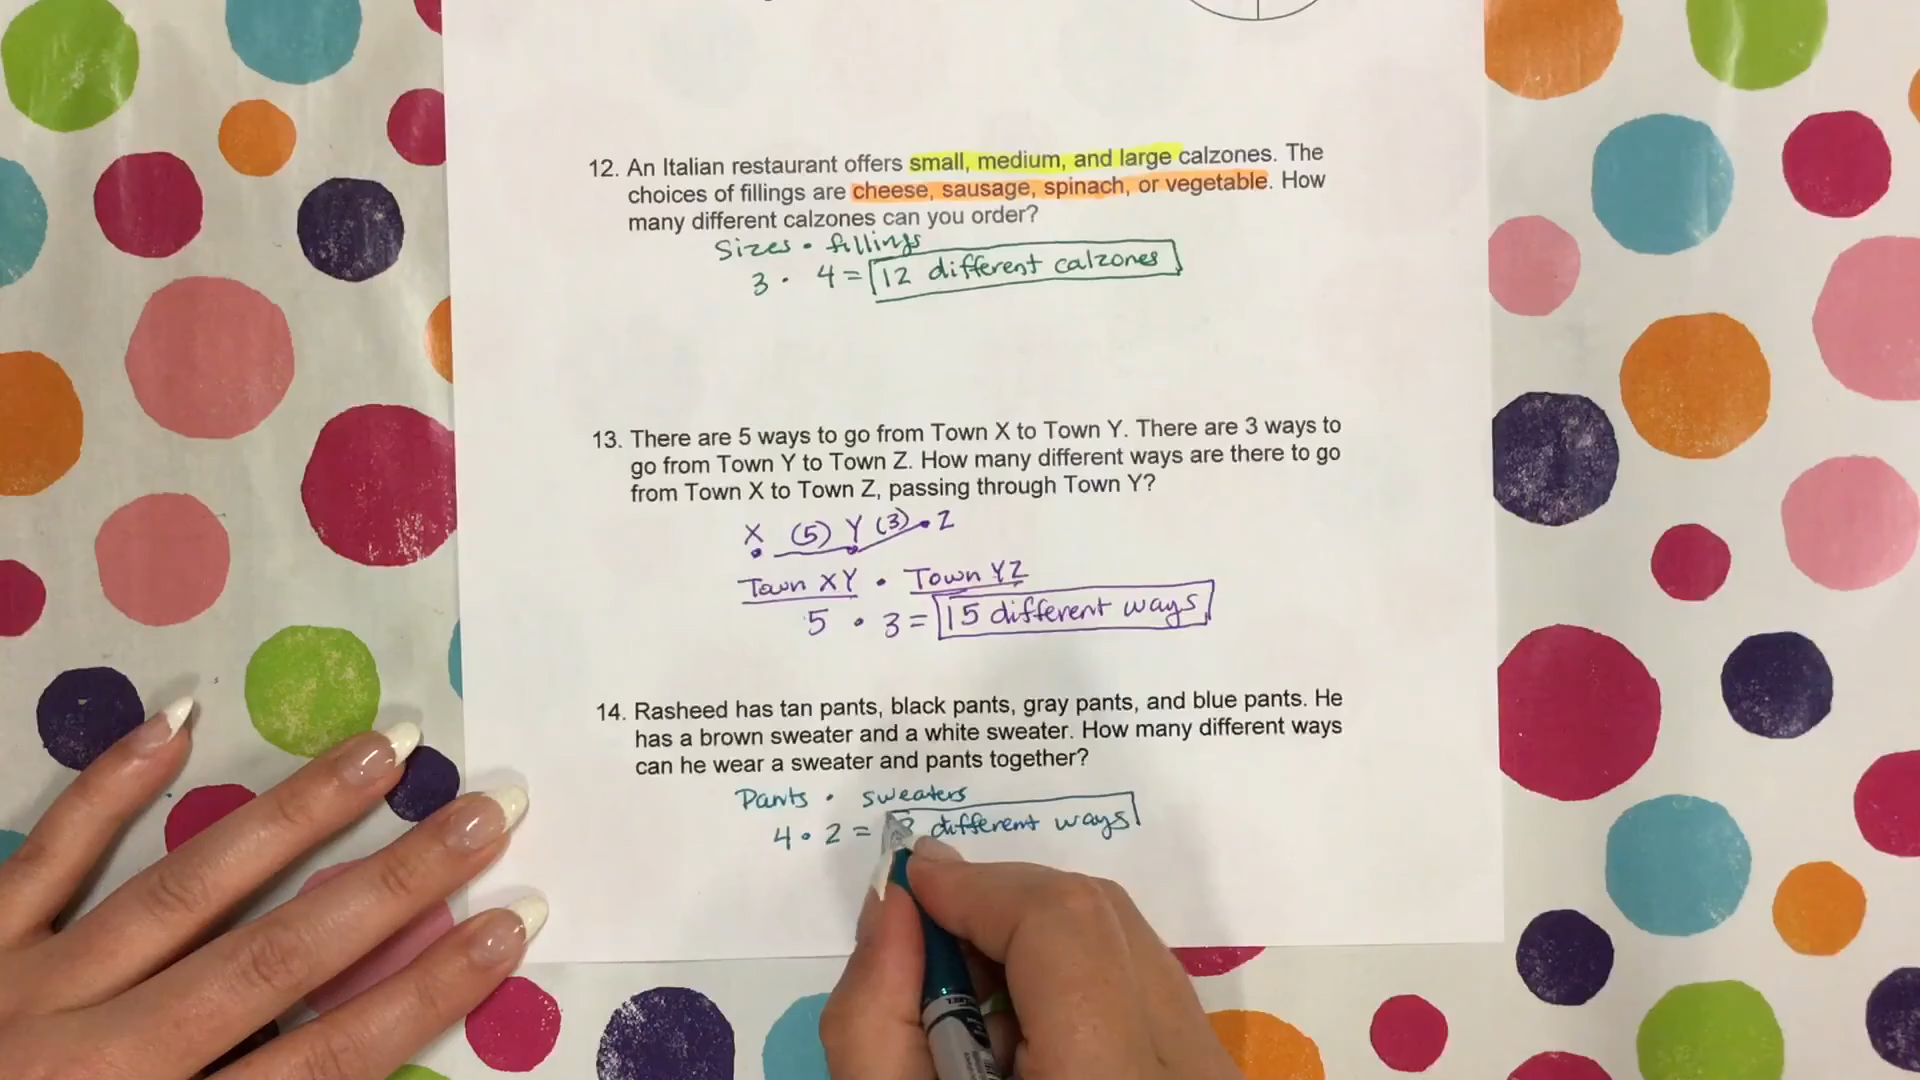 12. An Italian restaurant offers small, medium, and large calzones. The
choices of fillings are cheese, sausage, spinach, or vegetable. How
many different calzones can you order?
Sizes • fillings
3 • 4 = 12 different calzones
13. There are 5 ways to go from Town X to Town Y. There are 3 ways to
go from Town Y to Town Z. How many different ways are there to go
from Town X to Town Z, passing through Town Y?
X (5) Y (3) Z
Town XY • Town YZ
5 • 3 = 15 different ways
14. Rasheed has tan pants, black pants, gray pants, and blue pants. He
has a brown sweater and a white sweater. How many different ways
can he wear a sweater and pants together?
Pants • sweaters
4 • 2 = different ways